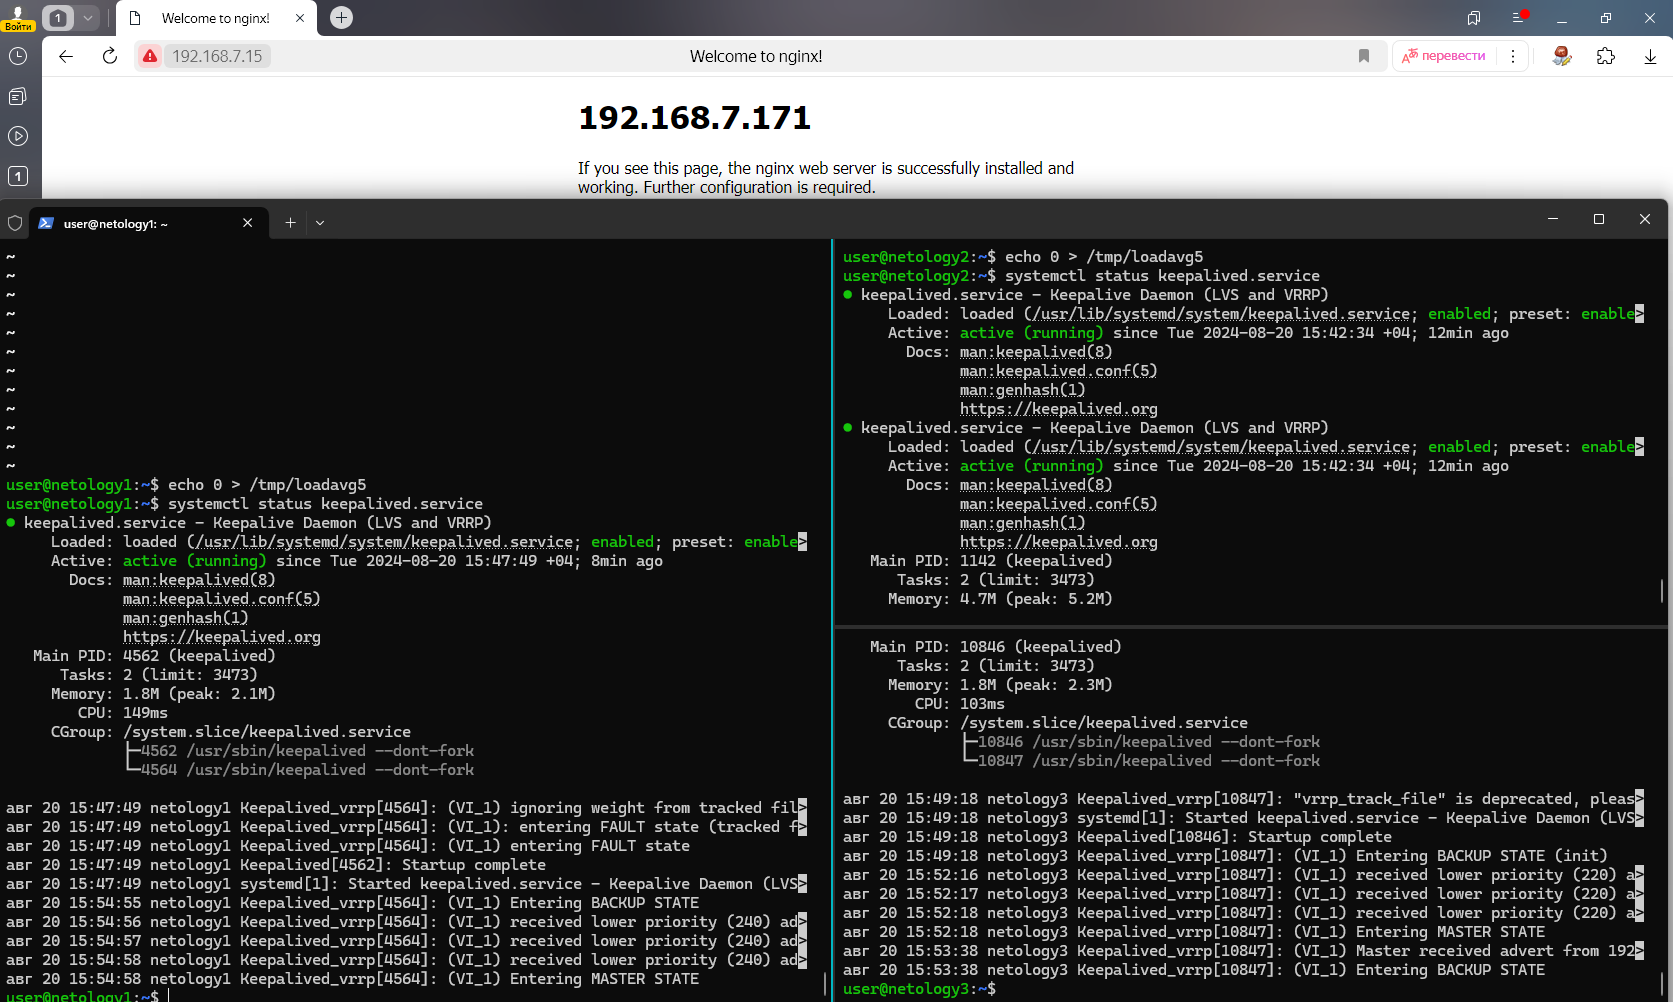 Войти
1
Welcome to nginx!
192.168.7.15
Welcome to nginx!
перевести
1
192.168.7.171
If you see this page, the nginx web server is successfully installed and
working. Further configuration is required.
user@netology1: ~
~
~
~
~
~
~
~
~
~
~
~
~
user@netology1:~$ echo 0 > /tmp/loadavg5
user@netology1:~$ systemctl status keepalived.service
● keepalived.service - Keepalive Daemon (LVS and VRRP)
Loaded: loaded (/usr/lib/systemd/system/keepalived.service; enabled; preset: enable>
Active: active (running) since Tue 2024-08-20 15:47:49 +04; 8min ago
Docs: man:keepalived(8)
man:keepalived.conf(5)
man:genhash(1)
https://keepalived.org
Main PID: 4562 (keepalived)
Tasks: 2 (limit: 3473)
Memory: 1.8M (peak: 2.1M)
CPU: 149ms
CGroup: /system.slice/keepalived.service
├─4562 /usr/sbin/keepalived --dont-fork
└─4564 /usr/sbin/keepalived --dont-fork
авг 20 15:47:49 netology1 Keepalived_vrrp[4564]: (VI_1) ignoring weight from tracked fil>
авг 20 15:47:49 netology1 Keepalived_vrrp[4564]: (VI_1): entering FAULT state (tracked f>
авг 20 15:47:49 netology1 Keepalived_vrrp[4564]: (VI_1) entering FAULT state
авг 20 15:47:49 netology1 Keepalived[4562]: Startup complete
авг 20 15:47:49 netology1 systemd[1]: Started keepalived.service - Keepalive Daemon (LVS>
авг 20 15:54:55 netology1 Keepalived_vrrp[4564]: (VI_1) Entering BACKUP STATE
авг 20 15:54:56 netology1 Keepalived_vrrp[4564]: (VI_1) received lower priority (240) ad>
авг 20 15:54:57 netology1 Keepalived_vrrp[4564]: (VI_1) received lower priority (240) ad>
авг 20 15:54:58 netology1 Keepalived_vrrp[4564]: (VI_1) received lower priority (240) ad>
авг 20 15:54:58 netology1 Keepalived_vrrp[4564]: (VI_1) Entering MASTER STATE
user@netology1:~$
user@netology2:~$ echo 0 > /tmp/loadavg5
user@netology2:~$ systemctl status keepalived.service
● keepalived.service - Keepalive Daemon (LVS and VRRP)
Loaded: loaded (/usr/lib/systemd/system/keepalived.service; enabled; preset: enable>
Active: active (running) since Tue 2024-08-20 15:42:34 +04; 12min ago
Docs: man:keepalived(8)
man:keepalived.conf(5)
man:genhash(1)
https://keepalived.org
● keepalived.service - Keepalive Daemon (LVS and VRRP)
Loaded: loaded (/usr/lib/systemd/system/keepalived.service; enabled; preset: enable>
Active: active (running) since Tue 2024-08-20 15:42:34 +04; 12min ago
Docs: man:keepalived(8)
man:keepalived.conf(5)
man:genhash(1)
https://keepalived.org
Main PID: 1142 (keepalived)
Tasks: 2 (limit: 3473)
Memory: 4.7M (peak: 5.2M)
Main PID: 10846 (keepalived)
Tasks: 2 (limit: 3473)
Memory: 1.8M (peak: 2.3M)
CPU: 103ms
CGroup: /system.slice/keepalived.service
├─10846 /usr/sbin/keepalived --dont-fork
└─10847 /usr/sbin/keepalived --dont-fork
авг 20 15:49:18 netology3 Keepalived_vrrp[10847]: "vrrp_track_file" is deprecated, pleas>
авг 20 15:49:18 netology3 systemd[1]: Started keepalived.service - Keepalive Daemon (LVS>
авг 20 15:49:18 netology3 Keepalived[10846]: Startup complete
авг 20 15:49:18 netology3 Keepalived_vrrp[10847]: (VI_1) Entering BACKUP STATE (init)
авг 20 15:52:16 netology3 Keepalived_vrrp[10847]: (VI_1) received lower priority (220) a>
авг 20 15:52:17 netology3 Keepalived_vrrp[10847]: (VI_1) received lower priority (220) a>
авг 20 15:52:18 netology3 Keepalived_vrrp[10847]: (VI_1) received lower priority (220) a>
авг 20 15:52:18 netology3 Keepalived_vrrp[10847]: (VI_1) Entering MASTER STATE
авг 20 15:53:38 netology3 Keepalived_vrrp[10847]: (VI_1) Master received advert from 192>
авг 20 15:53:38 netology3 Keepalived_vrrp[10847]: (VI_1) Entering BACKUP STATE
user@netology3:~$